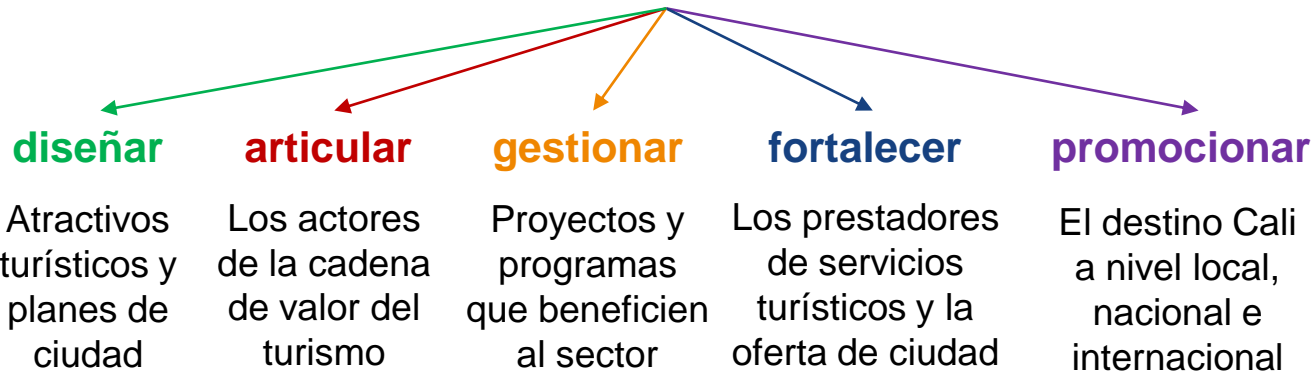 diseñar
Atractivos
turísticos y
planes de
ciudad
articular
Los actores
de la cadena
de valor del
turismo
gestionar
Proyectos y
programas
que beneficien
al sector
fortalecer
Los prestadores
de servicios
turísticos y la
oferta de ciudad
promocionar
El destino Cali
a nivel local,
nacional e
internacional